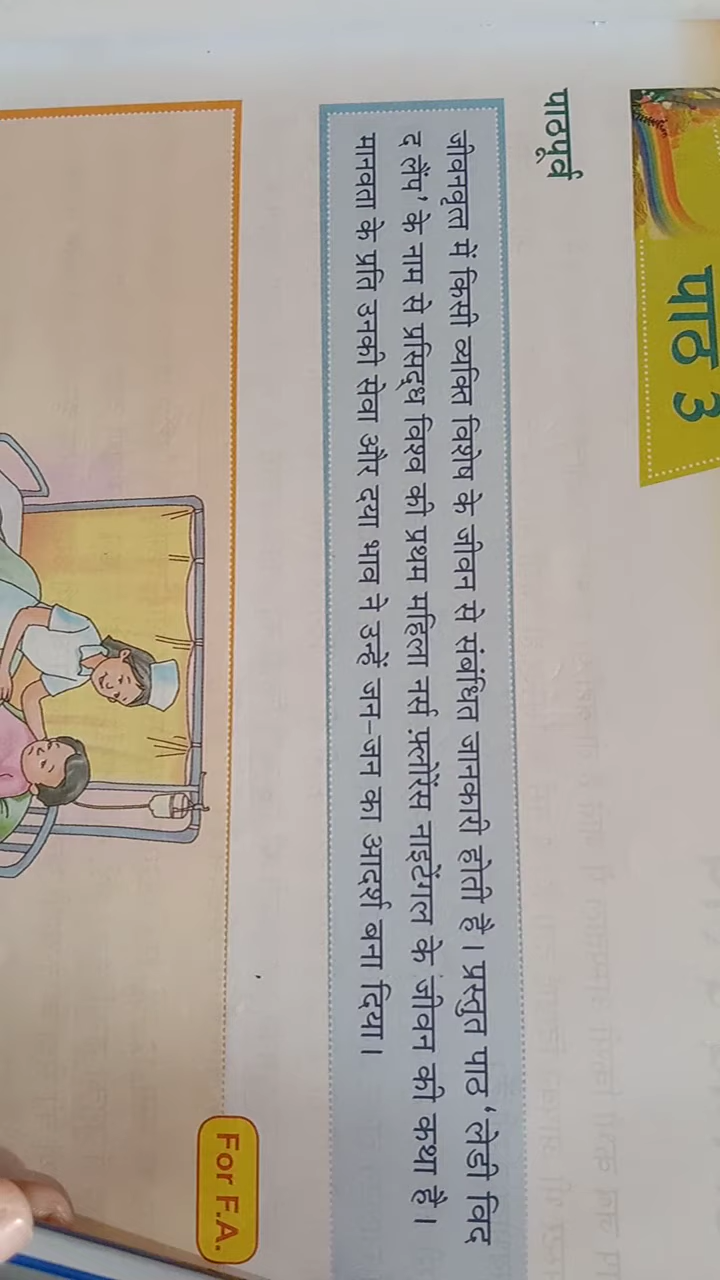 पाठ 3
पाठपूर्व
जीवनवृत्त में किसी व्यक्ति विशेष के जीवन से संबंधित जानकारी होती है। प्रस्तुत पाठ ‘लेडी विद
द लैंप’ के नाम से प्रसिद्ध विश्व की प्रथम महिला नर्स फ़्लोरेंस नाइटेंगल के जीवन की कथा है।
मानवता के प्रति उनकी सेवा और दया भाव ने उन्हें जन-जन का आदर्श बना दिया।
For F.A.